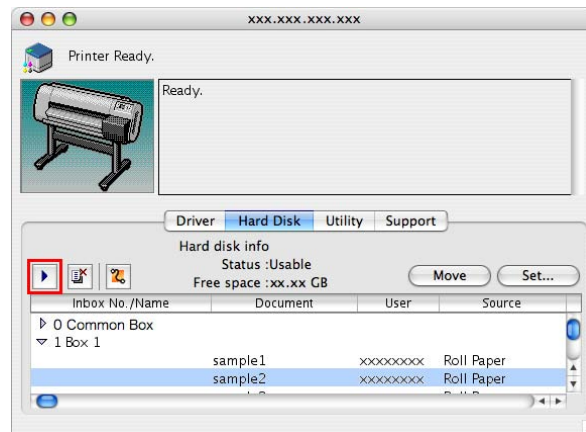 xxx.xxx.xxx.xxx
Printer Ready.
Ready.
Driver Hard Disk Utility Support
Hard disk info
Status :Usable
Free space :xx.xx GB
Move Set...
Inbox No./Name Document User Source
0 Common Box
1 Box 1
sample1 xxxxxxxx Roll Paper
sample2 xxxxxxxx Roll Paper